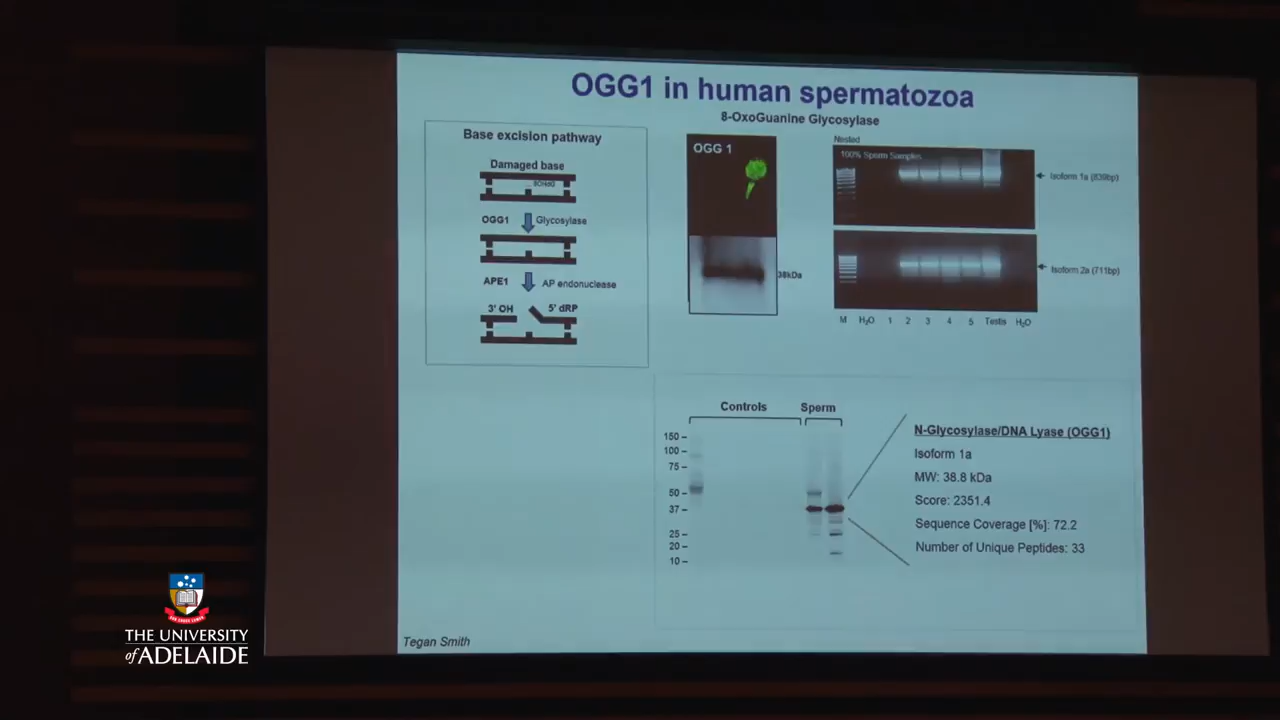 OGG1 in human spermatozoa
8-OxoGuanine Glycosylase
Base excision pathway
Damaged base
8OHdG
OGG1 Glycosylase
APE1 AP endonuclease
3' OH 5' dRP
OGG 1
38kDa
Nested
100% Sperm Samples
Isoform 1a (839bp)
Isoform 2a (711bp)
M H₂O 1 2 3 4 5 Testis H₂O
Controls Sperm
150
100
75
50
37
25
20
10
N-Glycosylase/DNA Lyase (OGG1)
Isoform 1a
MW: 38.8 kDa
Score: 2351.4
Sequence Coverage [%]: 72.2
Number of Unique Peptides: 33
Tegan Smith
THE UNIVERSITY
of ADELAIDE